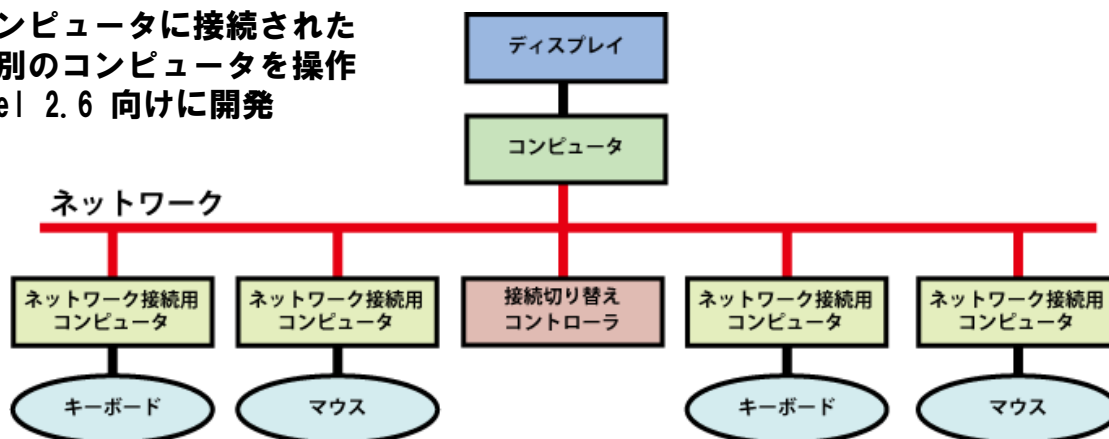 ンピュータに接続された
別のコンピュータを操作
el 2.6 向けに開発
ディスプレイ
コンピュータ
ネットワーク
ネットワーク接続用
コンピュータ
ネットワーク接続用
コンピュータ
接続切り替え
コントローラ
ネットワーク接続用
コンピュータ
ネットワーク接続用
コンピュータ
キーボード
マウス
キーボード
マウス